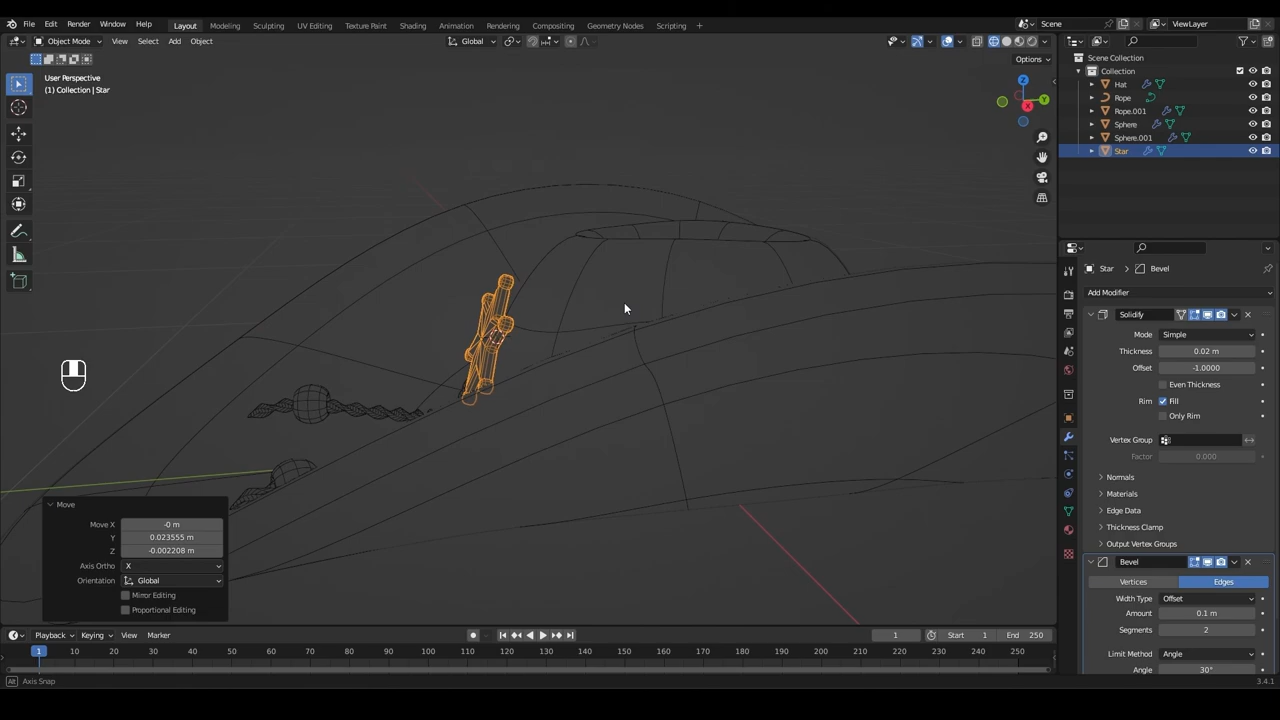 File Edit Render Window Help Layout Modeling Sculpting UV Editing Texture Paint Shading Animation Rendering Compositing Geometry Nodes Scripting + Scene ViewLayer
Object Mode View Select Add Object Global
Options
User Perspective
(1) Collection | Star
X
Y
Z
Scene Collection
Collection
Hat
Rope
Rope.001
Sphere
Sphere.001
Star
Star > Bevel
Add Modifier
Solidify
Mode Simple
Thickness 0.02 m
Offset -1.0000
Even Thickness
Rim Fill
Only Rim
Vertex Group
Factor 0.000
Normals
Materials
Edge Data
Thickness Clamp
Output Vertex Groups
Bevel
Vertices Edges
Width Type Offset
Amount 0.1 m
Segments 2
Limit Method Angle
Angle 30°
Move
Move X -0 m
Y 0.023555 m
Z -0.002208 m
Axis Ortho X
Orientation Global
Mirror Editing
Proportional Editing
Playback Keying View Marker 1 Start 1 End 250
1 10 20 30 40 50 60 70 80 90 100 110 120 130 140 150 160 170 180 190 200 210 220 230 240 250
Alt Axis Snap 3.4.1